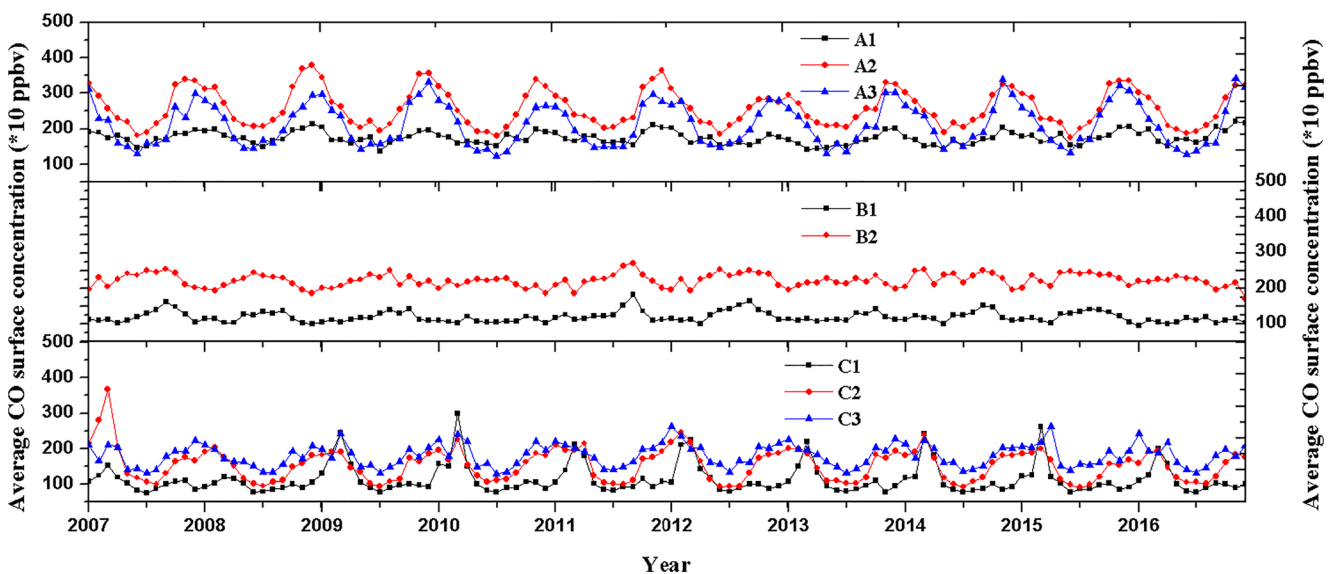 Average CO surface concentration (*10 ppbv)
500
400
300
200
100
A1
A2
A3
B1
B2
500
400
300
200
100
500
400
300
200
100
C1
C2
C3
2007 2008 2009 2010 2011 2012 2013 2014 2015 2016
Year
Average CO surface concentration (*10 ppbv)